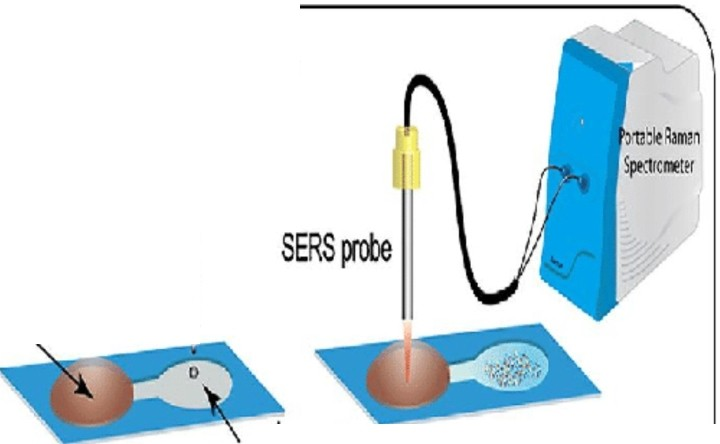 Portable Raman
Spectrometer
SERS probe
D